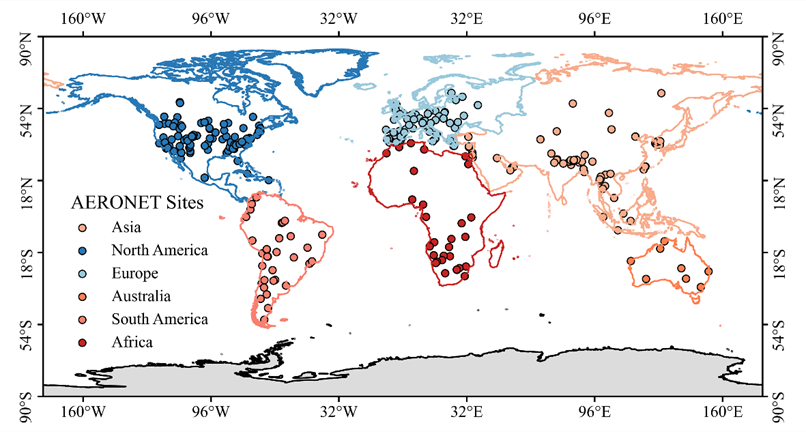 160°W 96°W 32°W 32°E 96°E 160°E
90°N 90°N
54°N 54°N
18°N 18°N
AERONET Sites
Asia
North America
Europe
Australia
South America
Africa
18°S 18°S
54°S 54°S
90°S 90°S
160°W 96°W 32°W 32°E 96°E 160°E